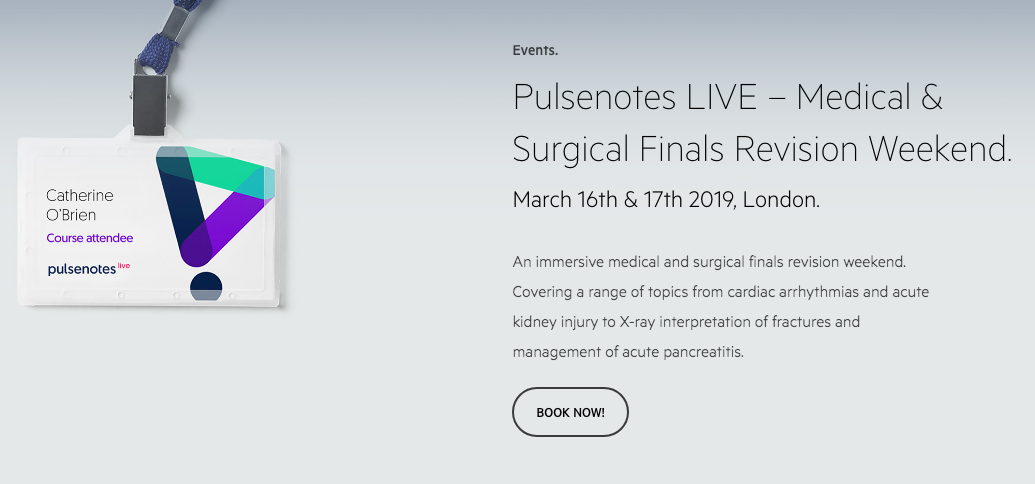 Events.
Pulsenotes LIVE – Medical &
Surgical Finals Revision Weekend.
March 16th & 17th 2019, London.
An immersive medical and surgical finals revision weekend.
Covering a range of topics from cardiac arrhythmias and acute
kidney injury to X-ray interpretation of fractures and
management of acute pancreatitis.
BOOK NOW!
Catherine
O'Brien
Course attendee
pulsenotes live